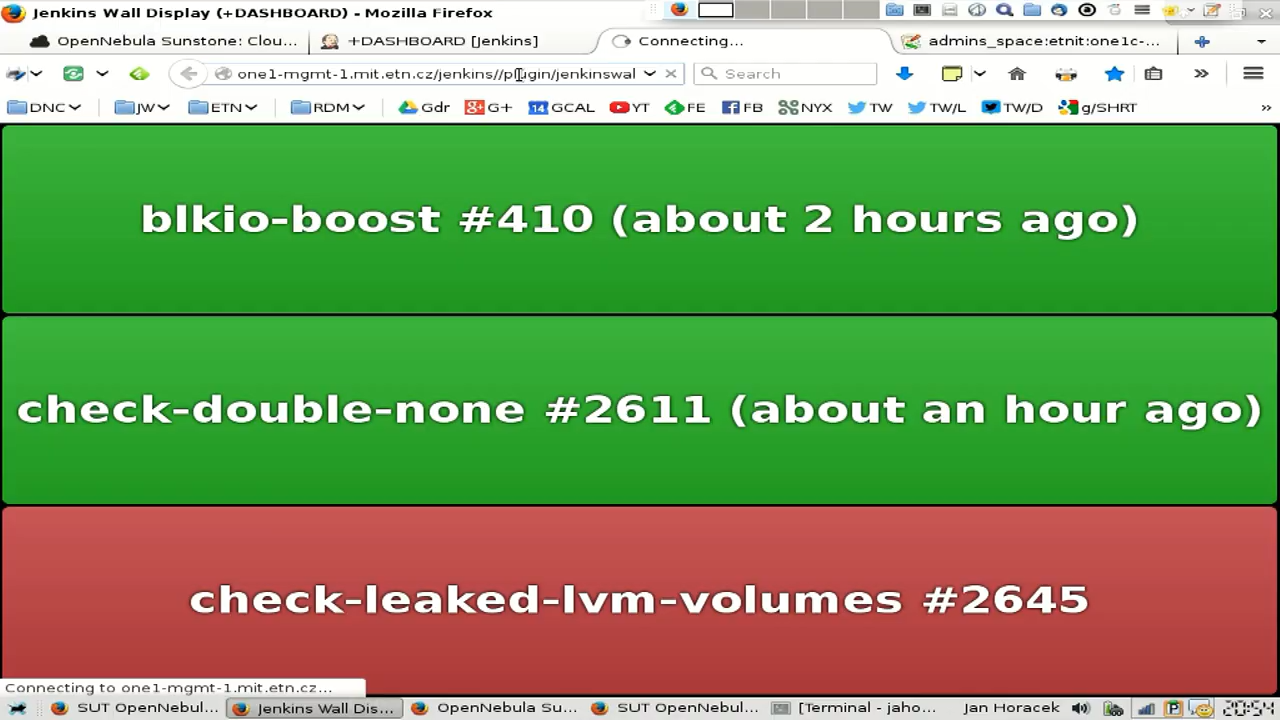 Jenkins Wall Display (+DASHBOARD) - Mozilla Firefox
OpenNebula Sunstone: Clou...
+DASHBOARD [Jenkins]
Connecting...
admins_space:etnit:one1c-...
one1-mgmt-1.mit.etn.cz/jenkins//plugin/jenkinswal
Search
DNC
JW
ETN
RDM
Gdr
G+
14 GCAL
YT
FE
FB
NYX
TW
TW/L
TW/D
g/SHRT
blkio-boost #410 (about 2 hours ago)
check-double-none #2611 (about an hour ago)
check-leaked-lvm-volumes #2645
Connecting to one1-mgmt-1.mit.etn.cz...
SUT OpenNebul...
Jenkins Wall Dis...
OpenNebula Su...
SUT OpenNebul...
[Terminal - jaho...
Jan Horacek
20:54